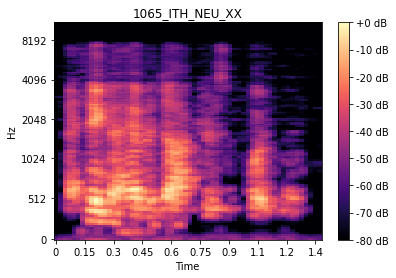 1065_ITH_NEU_XX
Hz
8192
4096
2048
1024
512
0
0 0.15 0.3 0.45 0.6 0.75 0.9 1.1 1.2 1.4
Time
+0 dB
-10 dB
-20 dB
-30 dB
-40 dB
-50 dB
-60 dB
-70 dB
-80 dB